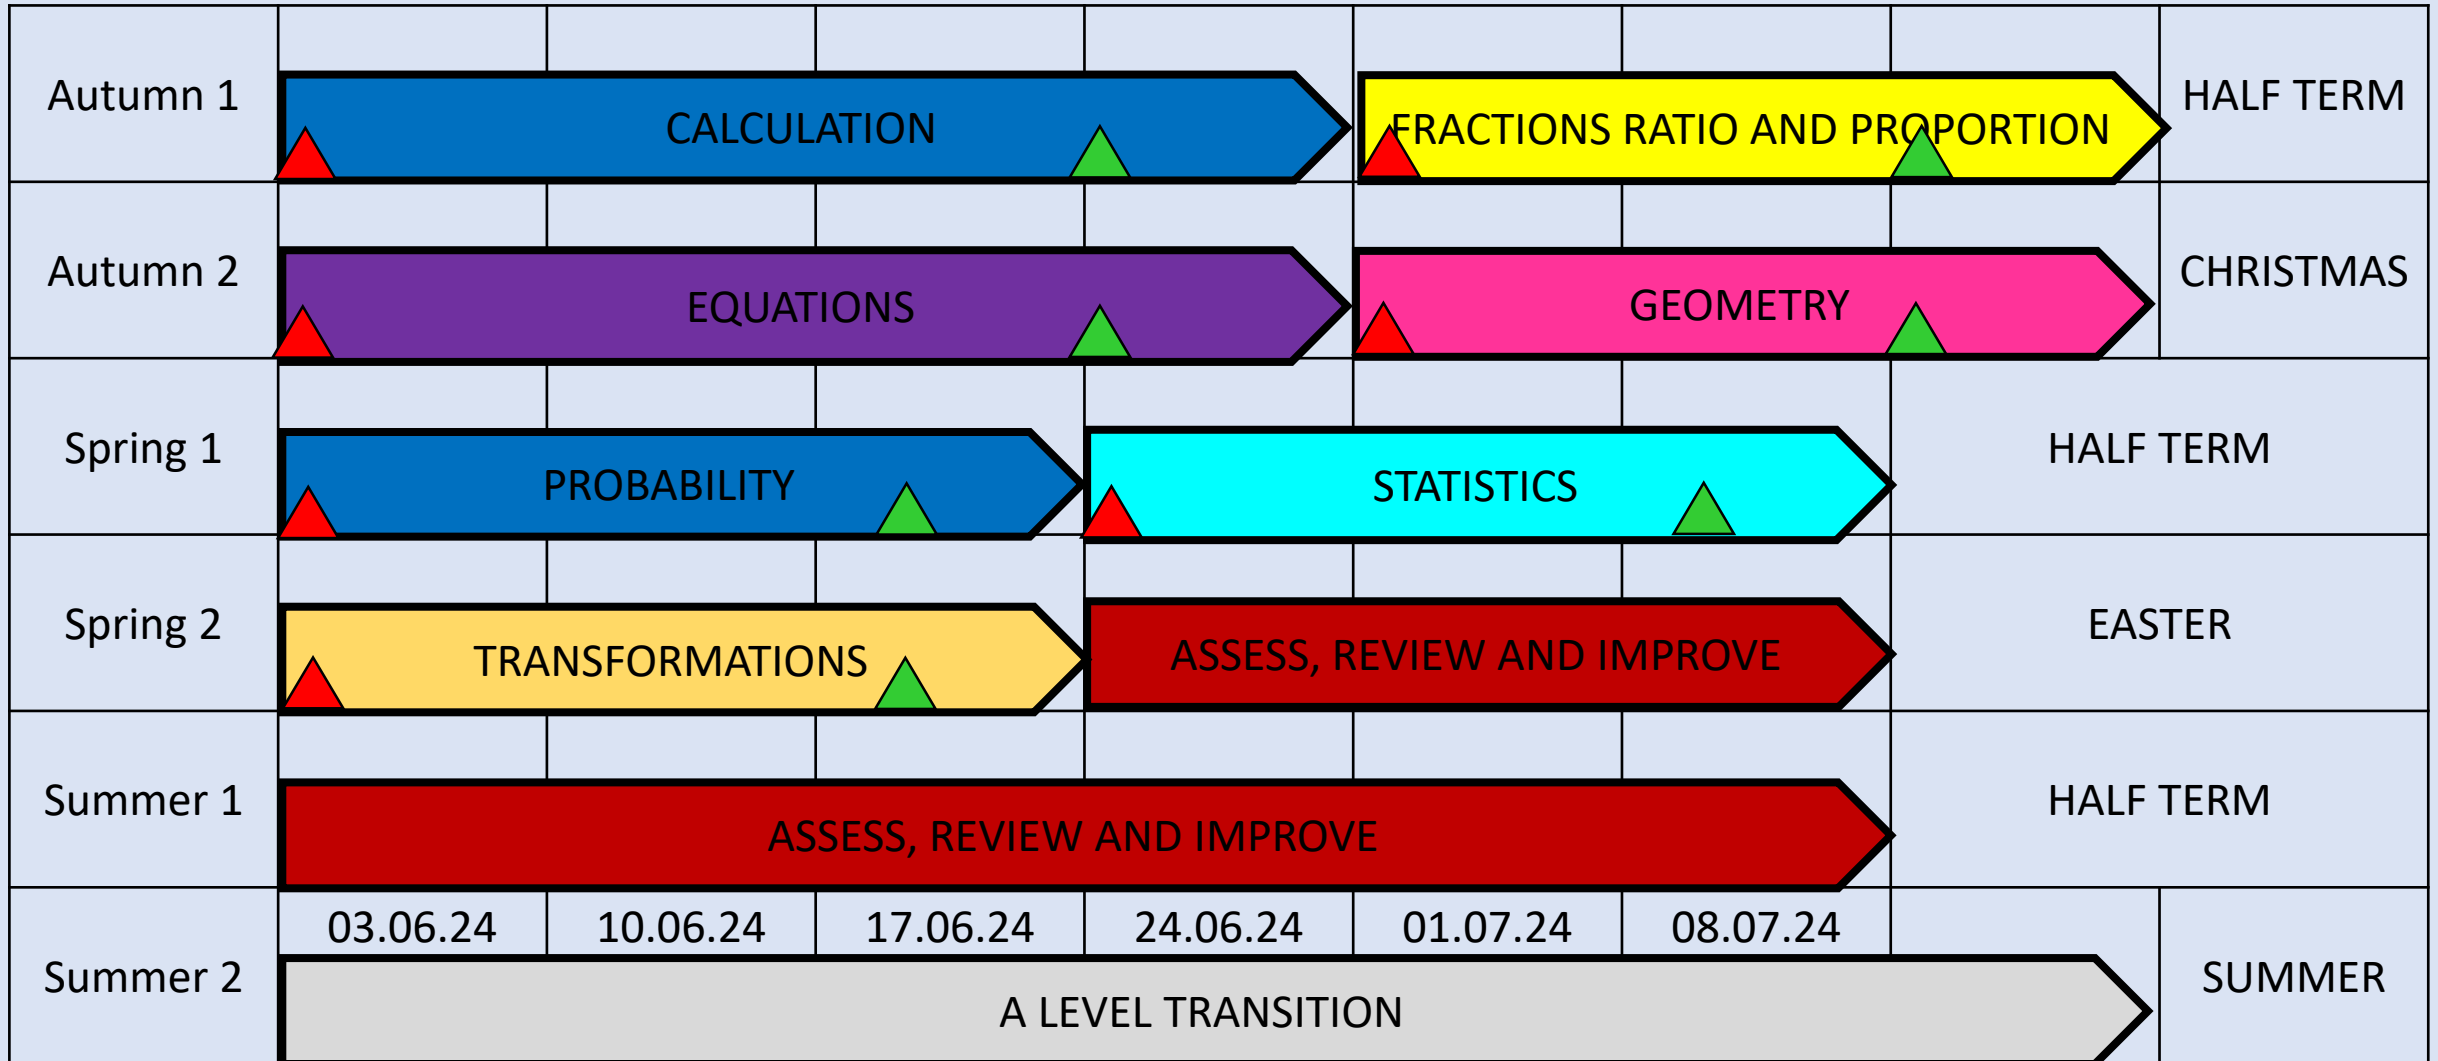 Autumn 1
CALCULATION
FRACTIONS RATIO AND PROPORTION
HALF TERM
Autumn 2
EQUATIONS
GEOMETRY
CHRISTMAS
Spring 1
PROBABILITY
STATISTICS
HALF TERM
Spring 2
TRANSFORMATIONS
ASSESS, REVIEW AND IMPROVE
EASTER
Summer 1
ASSESS, REVIEW AND IMPROVE
HALF TERM
Summer 2
03.06.24
10.06.24
17.06.24
24.06.24
01.07.24
08.07.24
A LEVEL TRANSITION
SUMMER